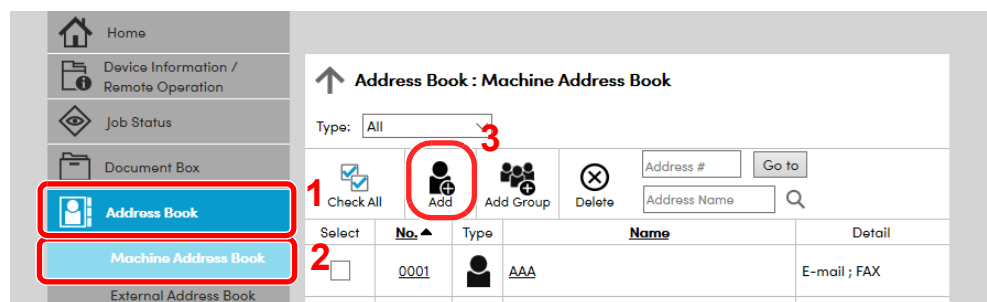 Home
Device Information /
Remote Operation
Job Status
Document Box
1
Address Book
2
Machine Address Book
External Address Book
Address Book : Machine Address Book
Type: All
3
Check All
Add
Add Group
Delete
Address # Go to
Address Name
Select No. Type Name Detail
0001 AAA E-mail ; FAX